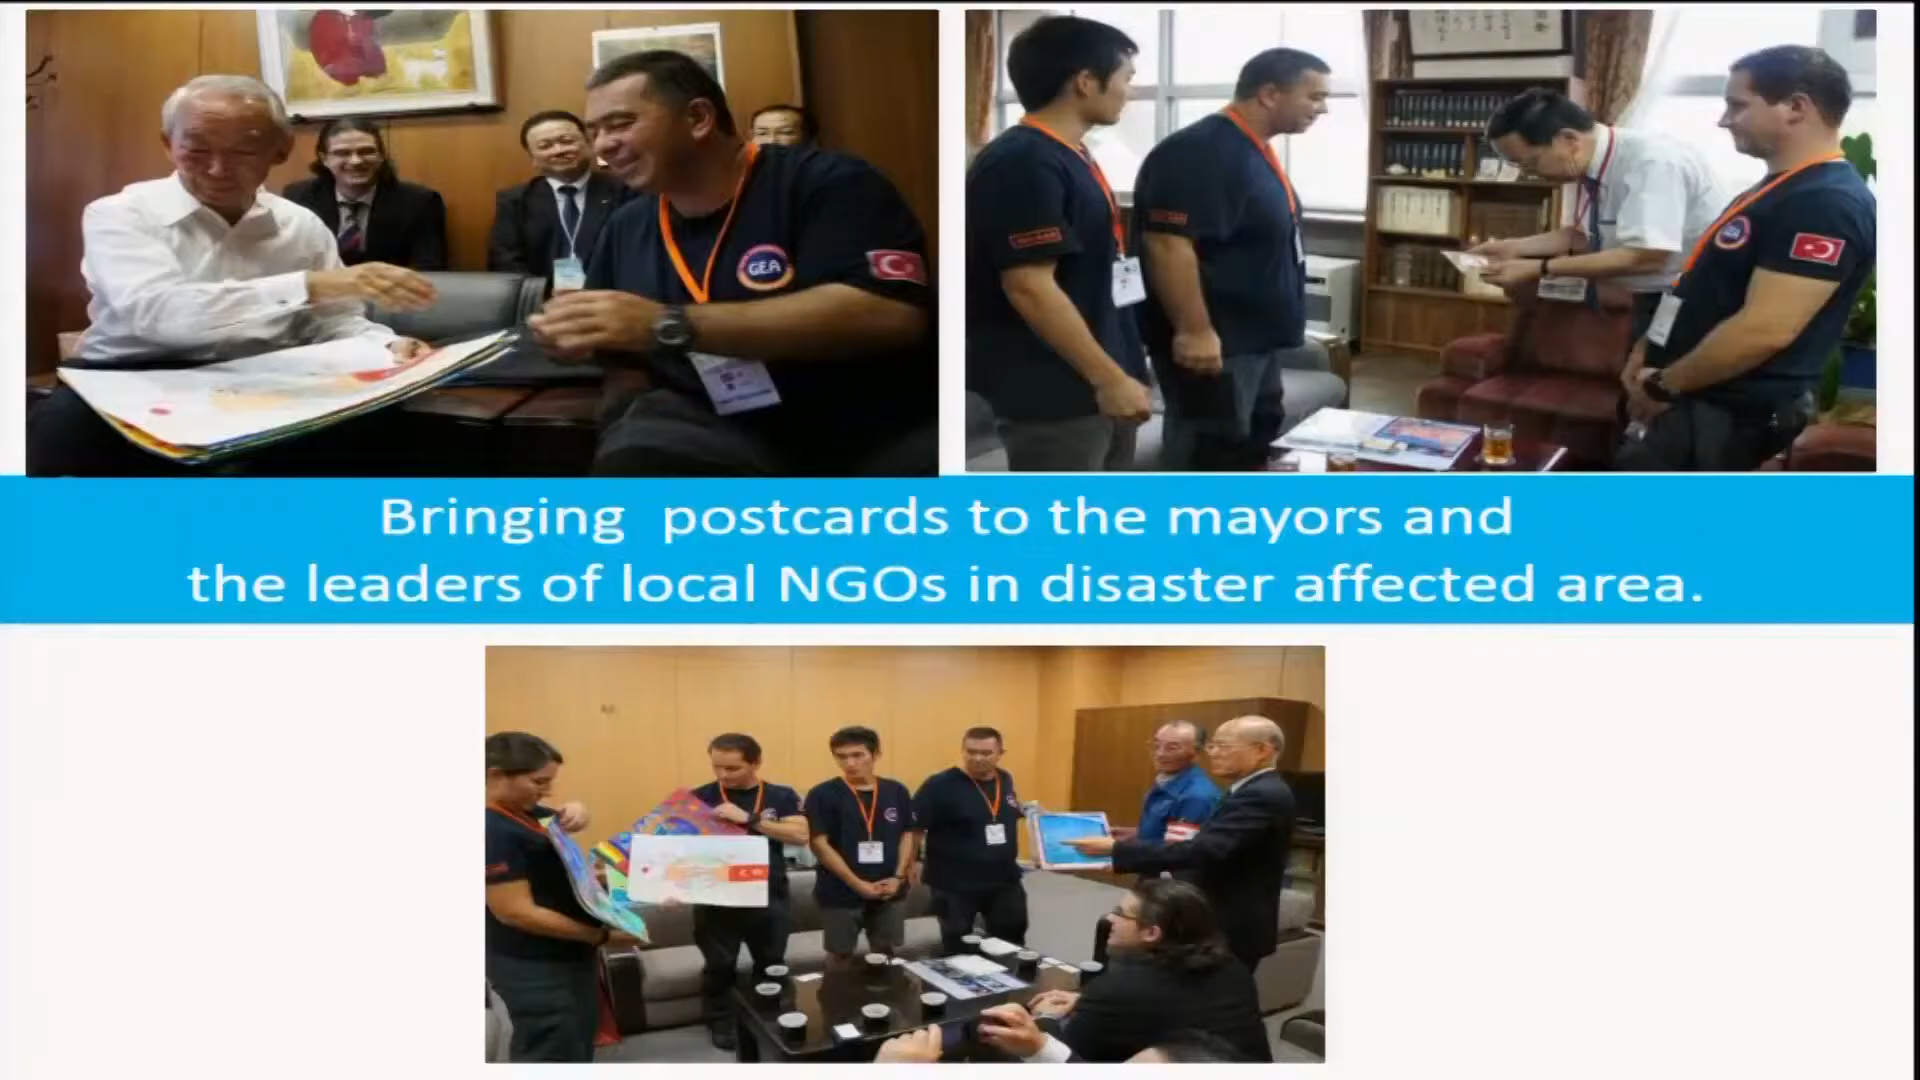 GEA
Bringing postcards to the mayors and
the leaders of local NGOs in disaster affected area.